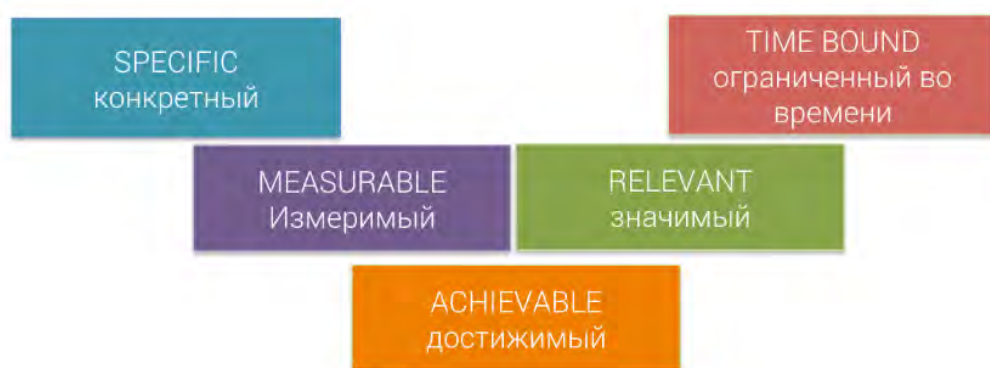 SPECIFIC
конкретный
MEASURABLE
Измеримый
ACHIEVABLE
достижимый
RELEVANT
значимый
TIME BOUND
ограниченный во
времени